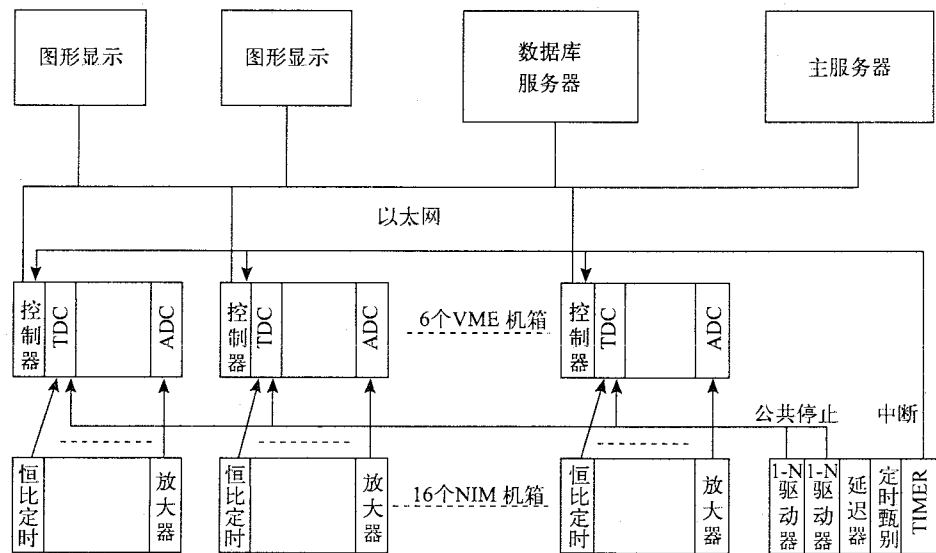 图形显示
图形显示
数据库
服务器
主服务器
以太网
控制器
TDC
ADC
控制器
TDC
ADC
6个VME 机箱
控制器
TDC
ADC
公共停止
中断
恒比定时
放大器
恒比定时
放大器
16个NIM 机箱
恒比定时
放大器
1-N驱动器
1-N驱动器
延迟器
定时甄别
TIMER